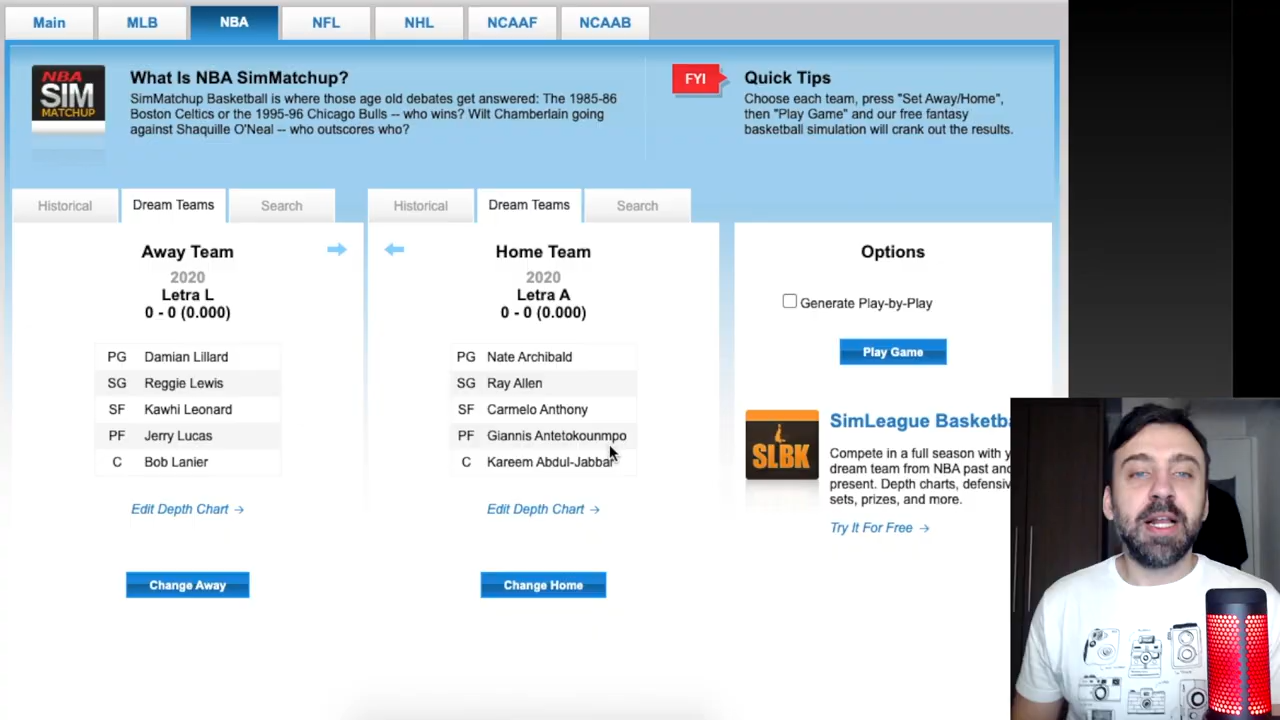 Main
MLB
NBA
NFL
NHL
NCAAF
NCAAB
NBA
SIM
MATCHUP
What Is NBA SimMatchup?
SimMatchup Basketball is where those age old debates get answered: The 1985-86
Boston Celtics or the 1995-96 Chicago Bulls -- who wins? Wilt Chamberlain going
against Shaquille O'Neal -- who outscores who?
FYI
Quick Tips
Choose each team, press "Set Away/Home",
then "Play Game" and our free fantasy
basketball simulation will crank out the results.
Historical
Dream Teams
Search
Away Team
2020
Letra L
0 - 0 (0.000)
PG Damian Lillard
SG Reggie Lewis
SF Kawhi Leonard
PF Jerry Lucas
C Bob Lanier
Edit Depth Chart →
Change Away
Historical
Dream Teams
Search
Home Team
2020
Letra A
0 - 0 (0.000)
PG Nate Archibald
SG Ray Allen
SF Carmelo Anthony
PF Giannis Antetokounmpo
C Kareem Abdul-Jabbar
Edit Depth Chart →
Change Home
Options
Generate Play-by-Play
Play Game
SLBK
SimLeague Basketba
Compete in a full season with y
dream team from NBA past and
present. Depth charts, defensiv
sets, prizes, and more.
Try It For Free →